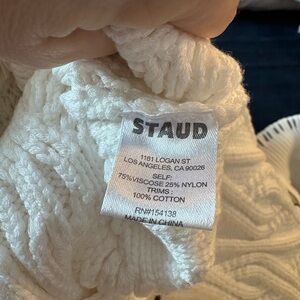 STAUD
1161 LOGAN ST
LOS ANGELES, CA 90026
SELF:
75%VISCOSE 25% NYLON
TRIMS :
100% COTTON
RN#154138
MADE IN CHINA